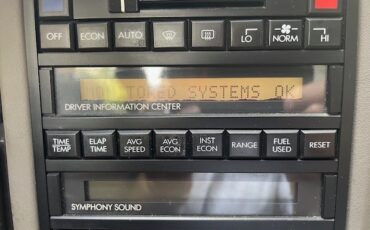 OFF ECON AUTO LO NORM HI
TORED SYSTEMS OK
DRIVER INFORMATION CENTER
TIME TEMP ELAP TIME AVG SPEED AVG ECON INST ECON RANGE FUEL USED RESET
SYMPHONY SOUND